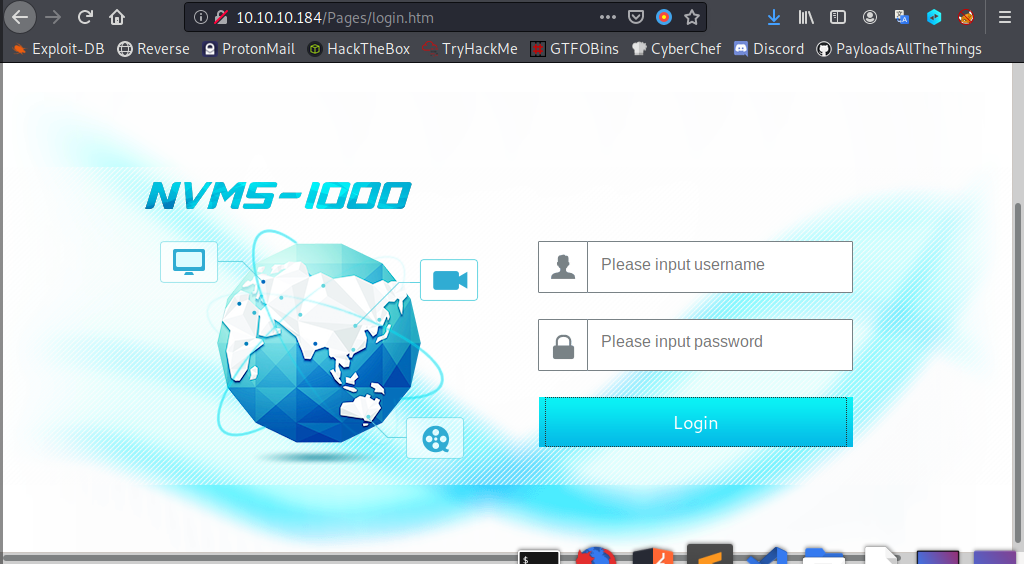 10.10.10.184/Pages/login.htm
Exploit-DB Reverse ProtonMail HackTheBox TryHackMe GTFOBins CyberChef Discord PayloadsAllTheThings
NVMS-1000
Please input username
Please input password
Login